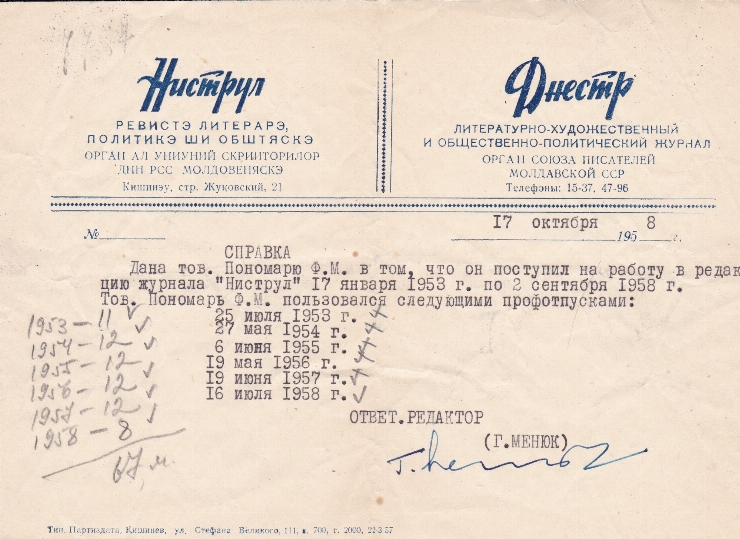 Ниструл
РЕВИСТЭ ЛИТЕРАРЭ,
ПОЛИТИКЭ ШИ ОБШТЯСКЭ
ОРГАН АЛ УНИУНИЙ СКРИИТОРИЛОР
ДИН РСС МОЛДОВЕНЯСКЭ
Кишинэу, стр. Жуковский, 21
Днестр
ЛИТЕРАТУРНО-ХУДОЖЕСТВЕННЫЙ
И ОБЩЕСТВЕННО-ПОЛИТИЧЕСКИЙ ЖУРНАЛ
ОРГАН СОЮЗА ПИСАТЕЛЕЙ
МОЛДАВСКОЙ ССР
Телефоны: 15-37, 47-96
№
17 октября 1958 г.
СПРАВКА
Дана тов. Пономарю Ф.М. в том, что он поступил на работу в редак
цию журнала "Ниструл" 17 января 1953 г. по 2 сентября 1958 г.
Тов. Пономарь Ф.М. пользовался следующими профотпусками:
25 июля 1953 г.
27 мая 1954 г.
6 июня 1955 г.
19 мая 1956 г.
19 июня 1957 г.
16 июля 1958 г.
1953 – 11
1954 – 12
1955 – 12
1956 – 12
1957 – 12
1958 – 8
67 м.
ОТВЕТ.РЕДАКТОР
(Г.МЕНЮК)
Тип. Партиздата, Кишинев, ул. Стефана Великого, 111, з. 700, т. 2000, 22-3-57